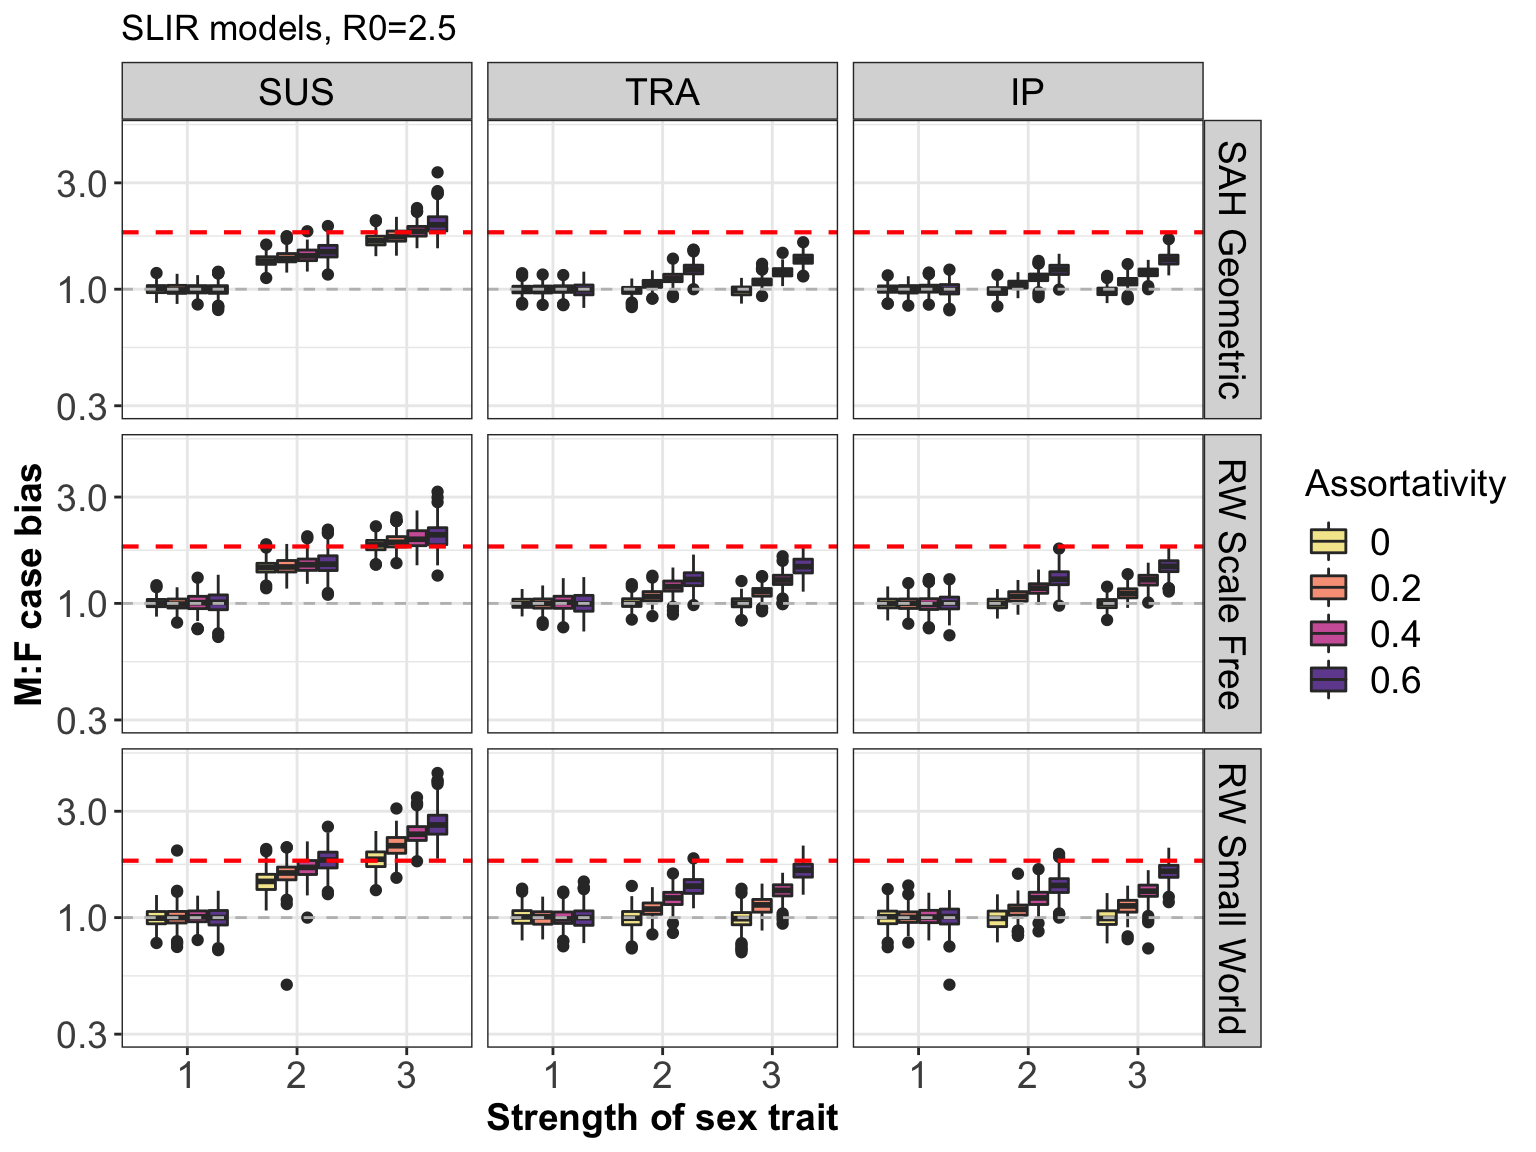 SLIR models, R0=2.5
SUS
TRA
IP
3.0
1.0
0.3
SAH Geometric
3.0
1.0
0.3
RW Scale Free
3.0
1.0
0.3
RW Small World
M:F case bias
1
2
3
1
2
3
1
2
3
Strength of sex trait
Assortativity
0
0.2
0.4
0.6